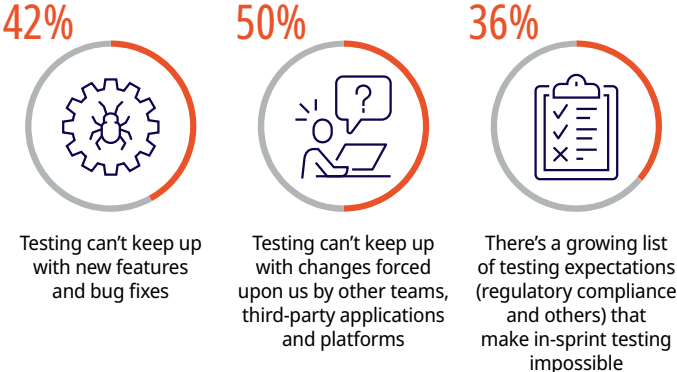 42%
Testing can’t keep up
with new features
and bug fixes
50%
?
Testing can’t keep up
with changes forced
upon us by other teams,
third-party applications
and platforms
36%
There’s a growing list
of testing expectations
(regulatory compliance
and others) that
make in-sprint testing
impossible